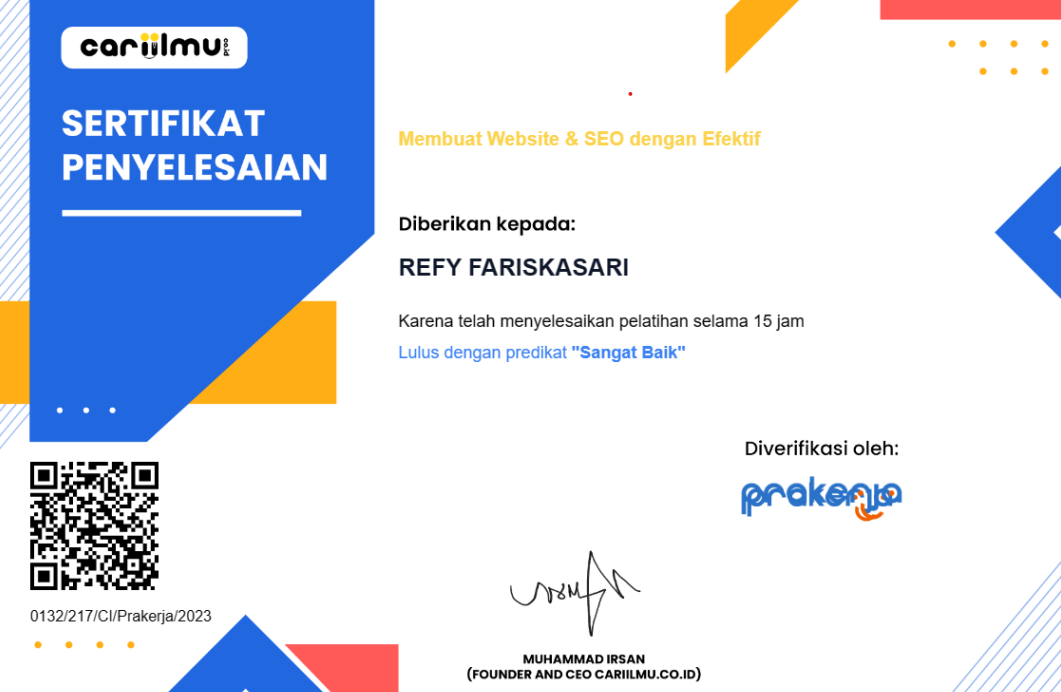 cariilmu.co.id
SERTIFIKAT
PENYELESAIAN
Membuat Website & SEO dengan Efektif
Diberikan kepada:
REFY FARISKASARI
Karena telah menyelesaikan pelatihan selama 15 jam
Lulus dengan predikat "Sangat Baik"
Diverifikasi oleh:
prakerja
0132/217/CI/Prakerja/2023
MUHAMMAD IRSAN
(FOUNDER AND CEO CARIILMU.CO.ID)